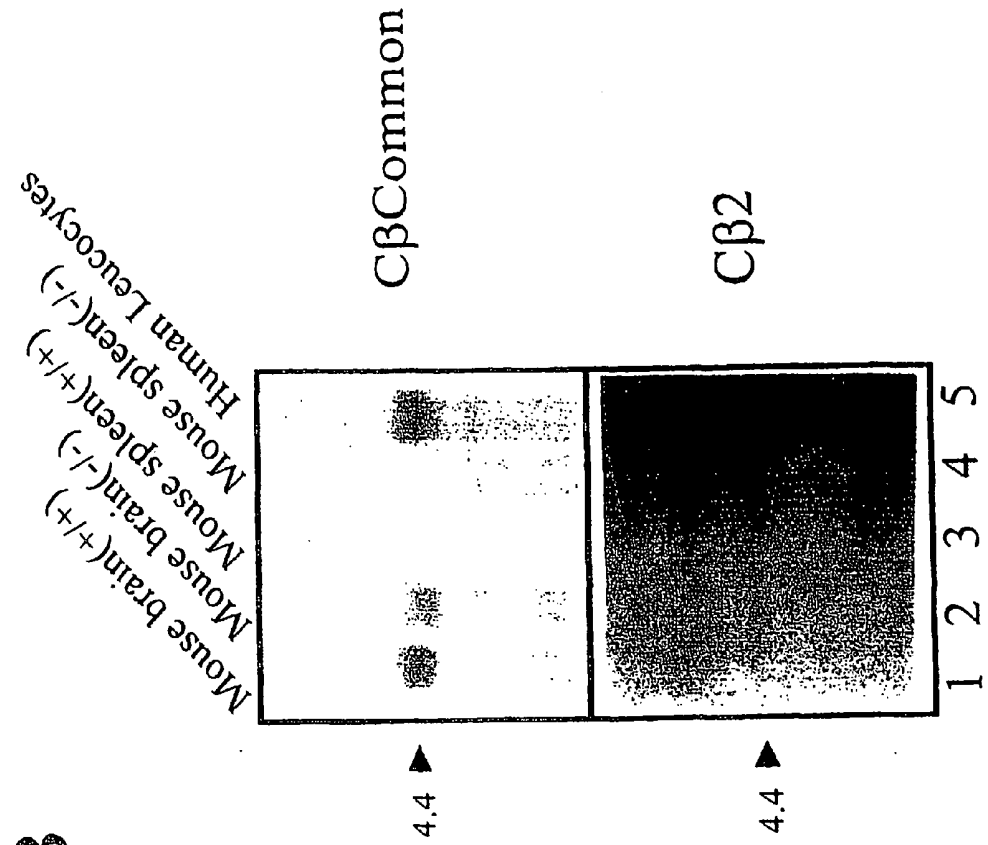 Mouse brain(+/+)
Mouse brain(-/-)
Mouse spleen(+/+)
Mouse spleen(-/-)
Human Leucocytes
4.4
CβCommon
4.4
Cβ2
1 2 3 4 5